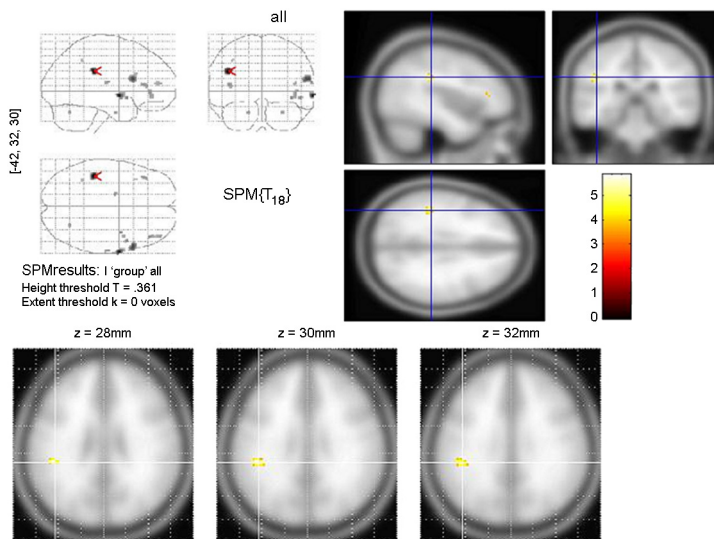 all
[-42, 32, 30]
SPM{T18}
SPMresults: I 'group' all
Height threshold T = .361
Extent threshold k = 0 voxels
5
4
3
2
1
0
z = 28mm
z = 30mm
z = 32mm